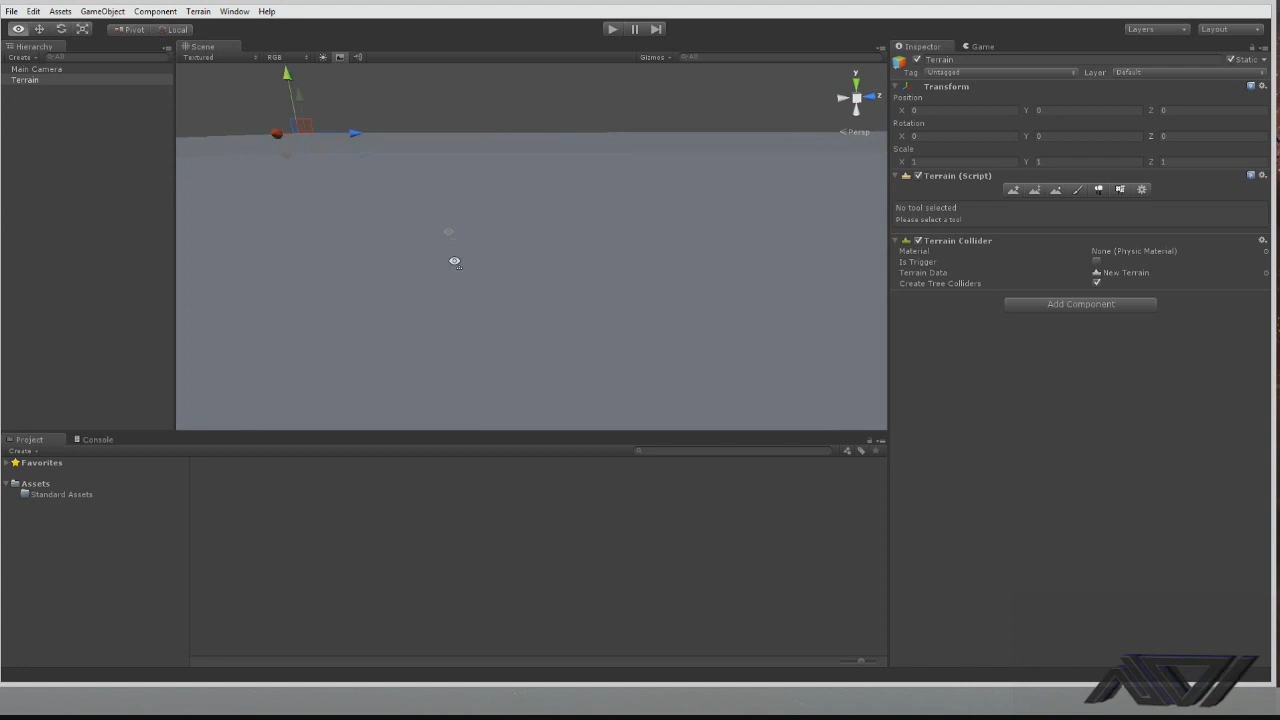 File Edit Assets GameObject Component Terrain Window Help
Pivot Local Layers Layout
Hierarchy Scene Inspector Game
Create All Textured RGB Gizmos All Terrain Static
Main Camera Tag Untagged Layer Default
Terrain
Transform
Position
X 0 Y 0 Z 0
Rotation
X 0 Y 0 Z 0
Scale
X 1 Y 1 Z 1
y
z
Persp
Terrain (Script)
No tool selected
Please select a tool
Terrain Collider
Material None (Physic Material)
Is Trigger
Terrain Data New Terrain
Create Tree Colliders
Add Component
Project Console
Create
Favorites
Assets
Standard Assets